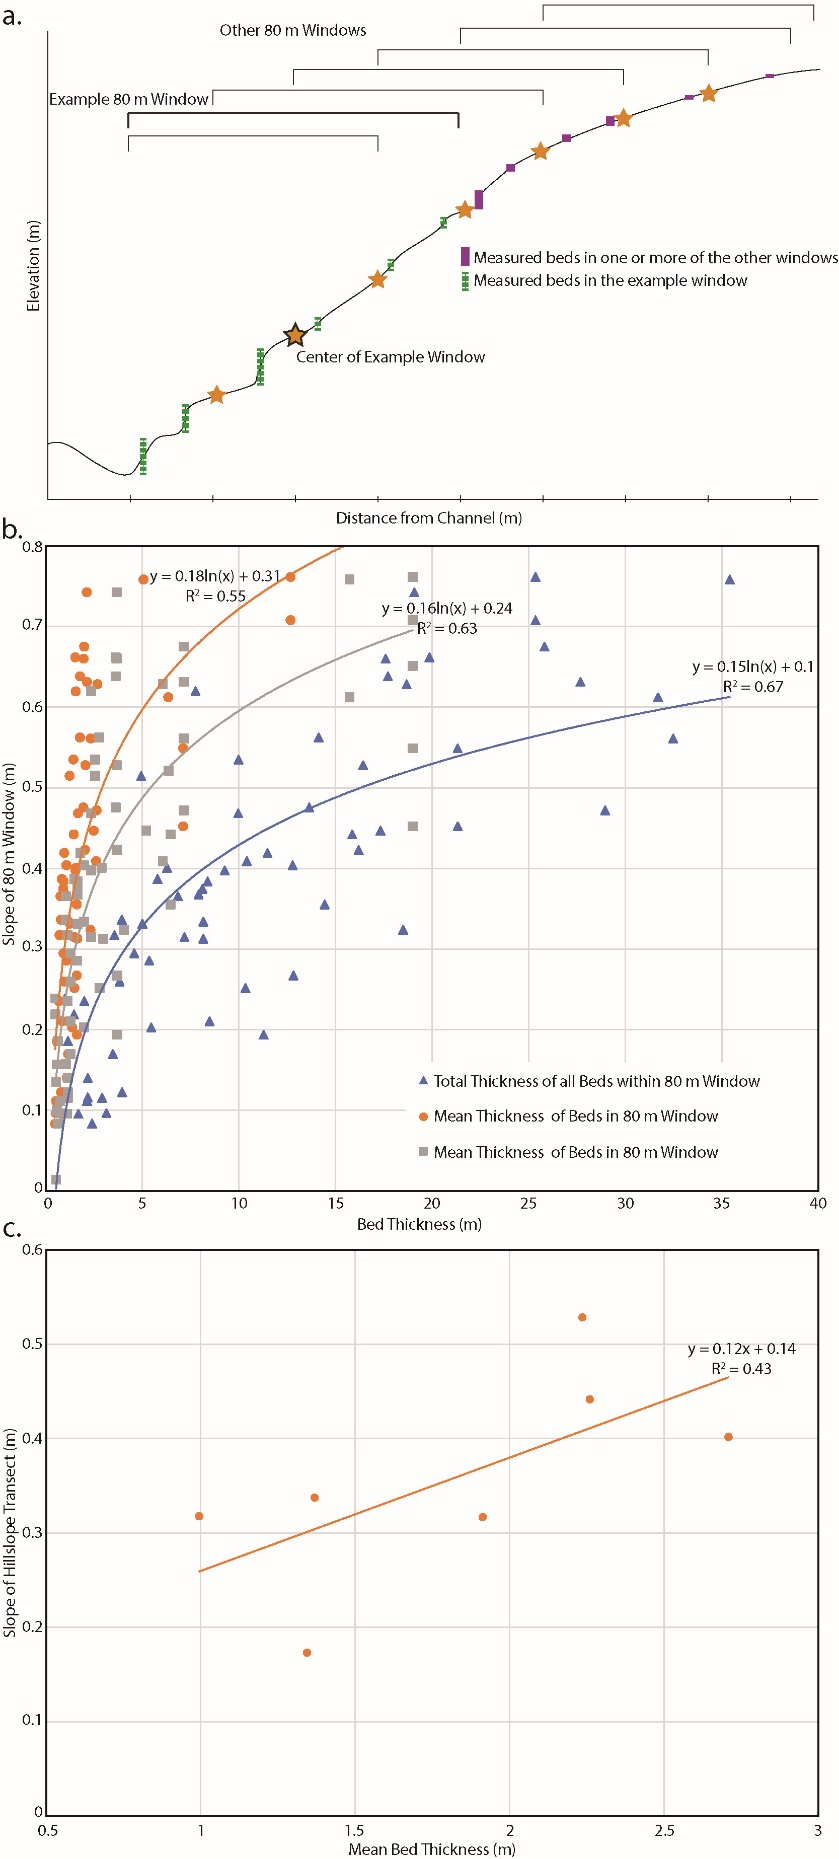 a.
Other 80 m Windows
Example 80 m Window
Elevation (m)
Measured beds in one or more of the other windows
Measured beds in the example window
Center of Example Window
Distance from Channel (m)
b.
0.8
0.7
0.6
0.5
0.4
0.3
0.2
0.1
0
Slope of 80 m Window (m)
y = 0.18ln(x) + 0.31
R² = 0.55
y = 0.16ln(x) + 0.24
R² = 0.63
y = 0.15ln(x) + 0.1
R² = 0.67
Total Thickness of all Beds within 80 m Window
Mean Thickness of Beds in 80 m Window
Mean Thickness of Beds in 80 m Window
0 5 10 15 20 25 30 35 40
Bed Thickness (m)
c.
0.6
0.5
0.4
0.3
0.2
0.1
0
Slope of Hillslope Transect (m)
y = 0.12x + 0.14
R² = 0.43
0.5 1 1.5 2 2.5 3
Mean Bed Thickness (m)